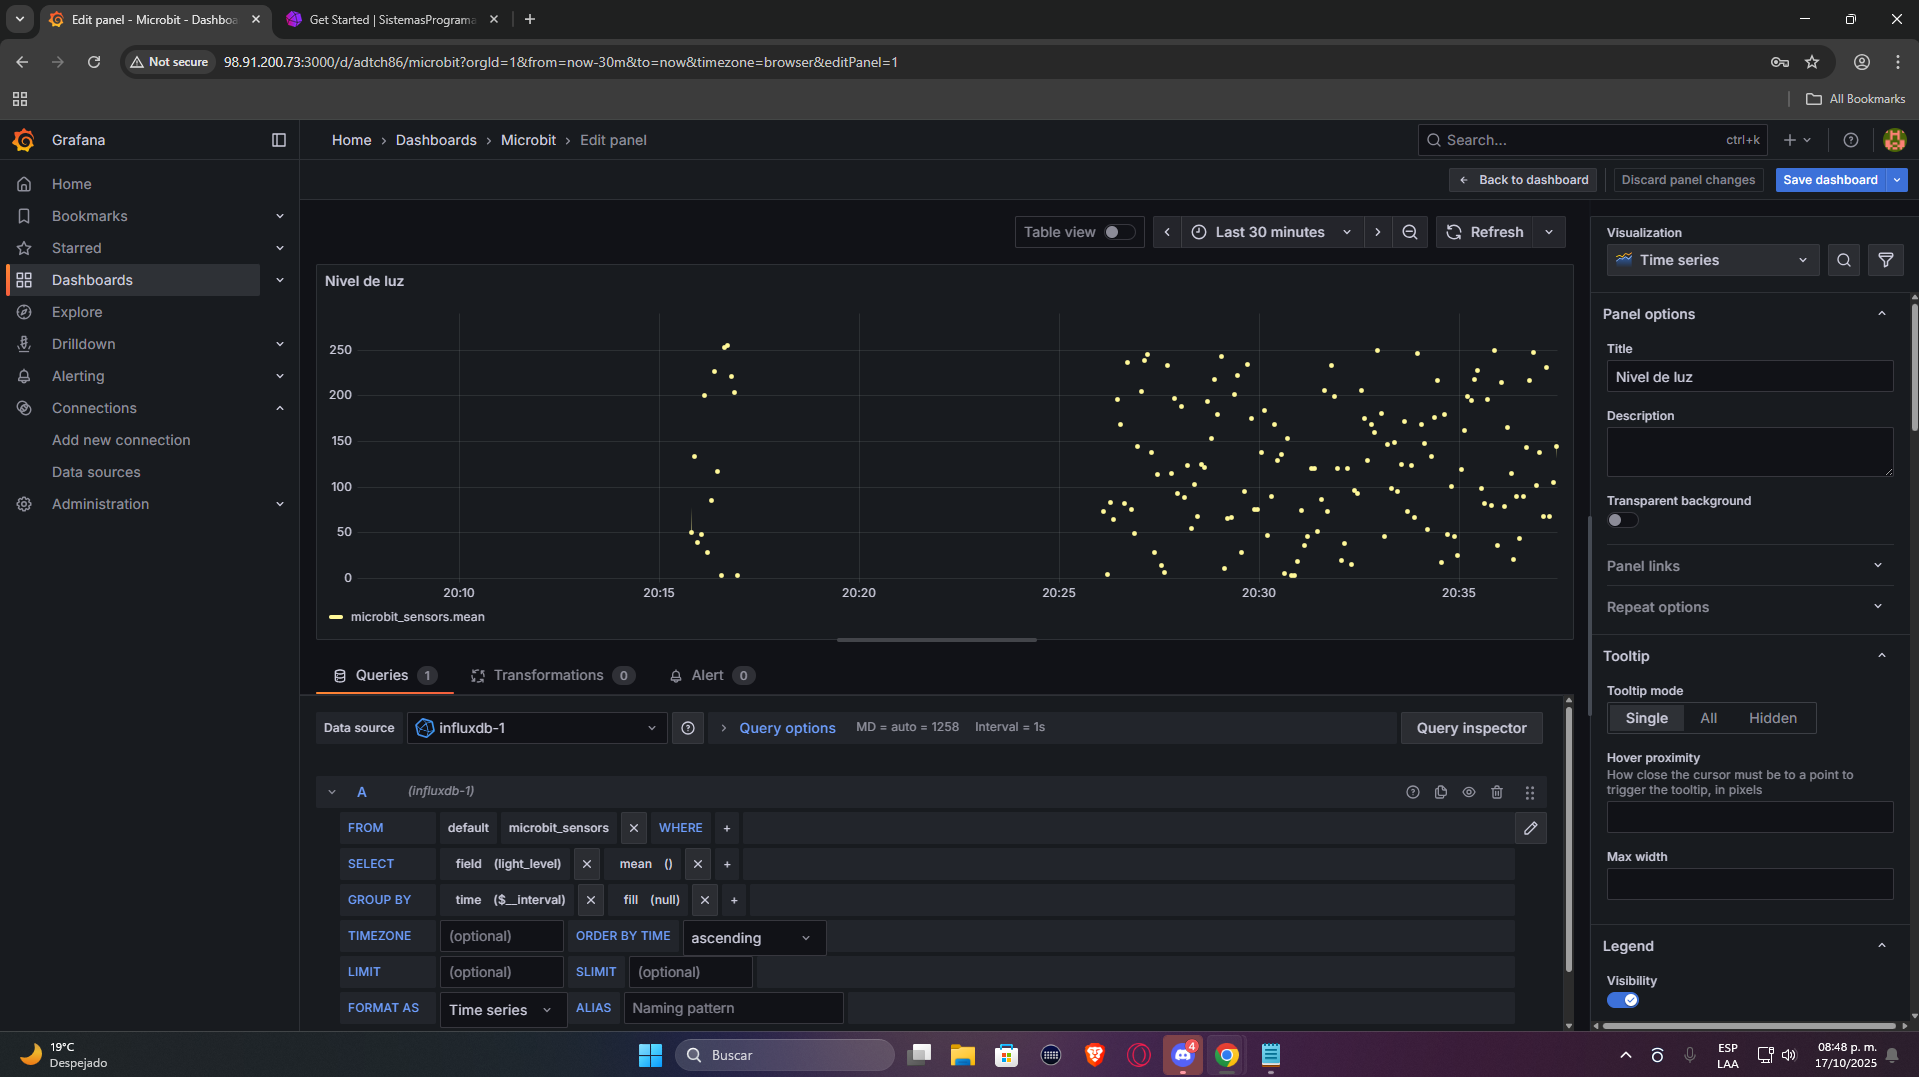 Edit panel - Microbit - Dashboa
Get Started | SistemasPrograma
Not secure
98.91.200.73:3000/d/adtch86/microbit?orgId=1&from=now-30m&to=now&timezone=browser&editPanel=1
All Bookmarks
Grafana
Home › Dashboards › Microbit › Edit panel
Search...
ctrl+k
Back to dashboard
Discard panel changes
Save dashboard
Home
Bookmarks
Starred
Dashboards
Explore
Drilldown
Alerting
Connections
Add new connection
Data sources
Administration
Table view
Last 30 minutes
Refresh
Nivel de luz
250
200
150
100
50
0
20:10
20:15
20:20
20:25
20:30
20:35
microbit_sensors.mean
Queries 1
Transformations 0
Alert 0
Data source
influxdb-1
Query options
MD = auto = 1258
Interval = 1s
Query inspector
A
(influxdb-1)
FROM default microbit_sensors WHERE +
SELECT field (light_level) mean () +
GROUP BY time ($__interval) fill (null) +
TIMEZONE (optional) ORDER BY TIME ascending
LIMIT (optional) SLIMIT (optional)
FORMAT AS Time series ALIAS Naming pattern
Visualization
Time series
Panel options
Title
Nivel de luz
Description
Transparent background
Panel links
Repeat options
Tooltip
Tooltip mode
Single All Hidden
Hover proximity
How close the cursor must be to a point to
trigger the tooltip, in pixels
Max width
Legend
Visibility
19°C
Despejado
Buscar
4
ESP
LAA
08:48 p. m.
17/10/2025